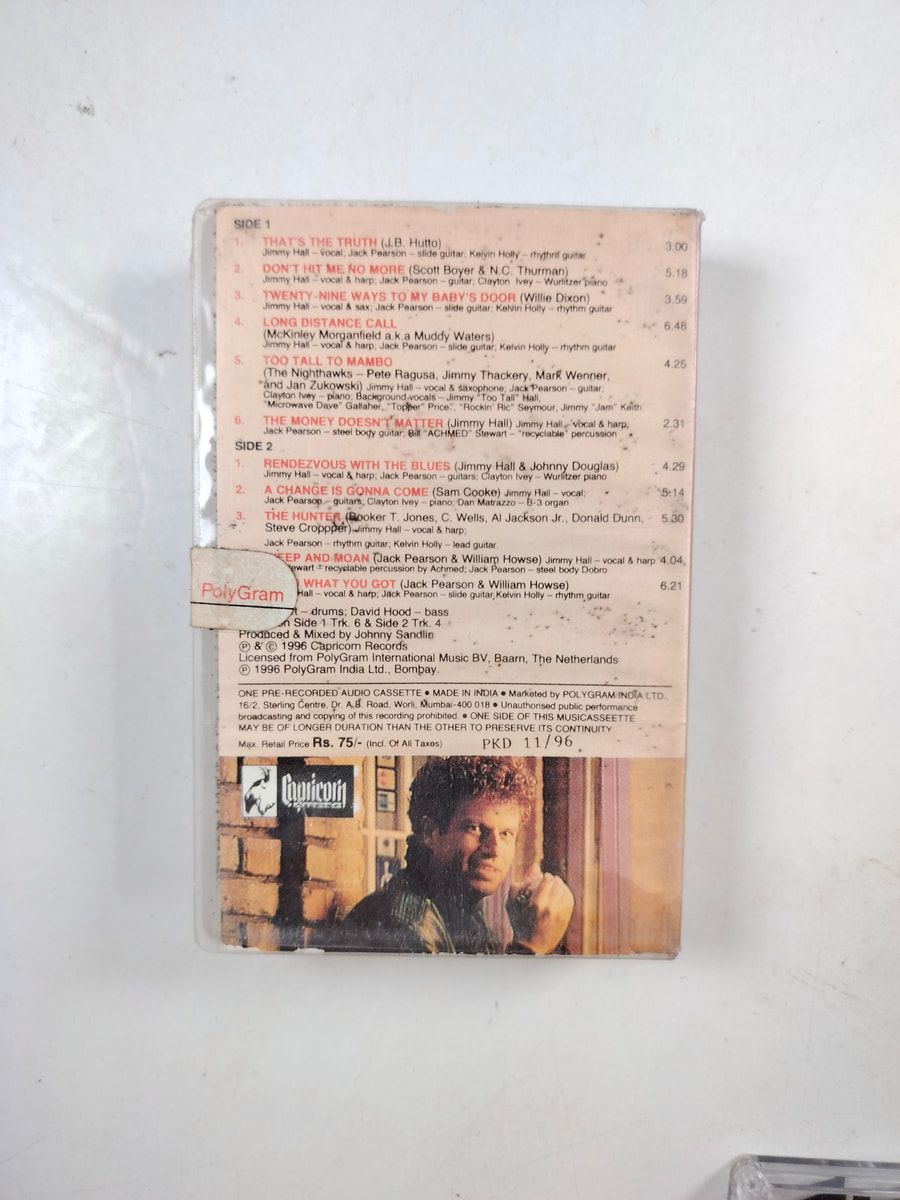 SIDE 1
1. THAT'S THE TRUTH (J.B. Hutto) 3.00
Jimmy Hall – vocal; Jack Pearson – slide guitar; Kelvin Holly – rhythm guitar
2. DON'T HIT ME NO MORE (Scott Boyer & N.C. Thurman) 5.18
Jimmy Hall – vocal & harp; Jack Pearson – guitar; Clayton Ivey – Wurlitzer piano
3. TWENTY-NINE WAYS TO MY BABY'S DOOR (Willie Dixon) 3.59
Jimmy Hall – vocal & sax; Jack Pearson – slide guitar; Kelvin Holly – rhythm guitar
4. LONG DISTANCE CALL 6.48
(McKinley Morganfield a.k.a Muddy Waters)
Jimmy Hall – vocal & harp; Jack Pearson – slide guitar; Kelvin Holly – rhythm guitar
5. TOO TALL TO MAMBO 4.25
(The Nighthawks – Pete Ragusa, Jimmy Thackery, Mark Wenner,
and Jan Zukowski) Jimmy Hall – vocal & saxophone; Jack Pearson – guitar;
Clayton Ivey – piano; Background vocals – Jimmy "Too Tall" Hall,
"Microwave Dave" Gallaher, "Topper" Price", "Rockin' Ric" Seymour, Jimmy "Jam" Keith
6. THE MONEY DOESN'T MATTER (Jimmy Hall) Jimmy Hall – vocal & harp; 2.31
Jack Pearson – steel body guitar; Bill "ACHMED" Stewart – "recyclable" percussion
SIDE 2
1. RENDEZVOUS WITH THE BLUES (Jimmy Hall & Johnny Douglas) 4.29
Jimmy Hall – vocal & harp; Jack Pearson – guitars; Clayton Ivey – Wurlitzer piano
2. A CHANGE IS GONNA COME (Sam Cooke) Jimmy Hall – vocal; 5.14
Jack Pearson – guitars; Clayton Ivey – piano; Dan Matrazzo – B-3 organ
3. THE HUNTER (Booker T. Jones, C. Wells, Al Jackson Jr., Donald Dunn, 5.30
Steve Croppper) Jimmy Hall – vocal & harp;
Jack Pearson – rhythm guitar; Kelvin Holly – lead guitar.
EEP AND MOAN (Jack Pearson & William Howse) Jimmy Hall – vocal & harp 4.04
tewart – recyclable percussion by Achmed; Jack Pearson – steel body Dobro
WHAT YOU GOT (Jack Pearson & William Howse) 6.21
Hall – vocal & harp; Jack Pearson – slide guitar; Kelvin Holly – rhythm guitar
PolyGram
– drums; David Hood – bass
Side 1 Trk. 6 & Side 2 Trk. 4
Produced & Mixed by Johnny Sandlin
℗ & © 1996 Capricorn Records
Licensed from PolyGram International Music BV, Baarn, The Netherlands
℗ 1996 PolyGram India Ltd., Bombay.
ONE PRE-RECORDED AUDIO CASSETTE ● MADE IN INDIA ● Marketed by POLYGRAM INDIA LTD.,
16/2, Sterling Centre, Dr. A.B. Road, Worli, Mumbai-400 018 ● Unauthorised public performance
broadcasting and copying of this recording prohibited. ● ONE SIDE OF THIS MUSICASSEETTE
MAY BE OF LONGER DURATION THAN THE OTHER TO PRESERVE ITS CONTINUITY
Max. Retail Price Rs. 75/- (Incl. Of All Taxes) PKD 11/96
Capricorn